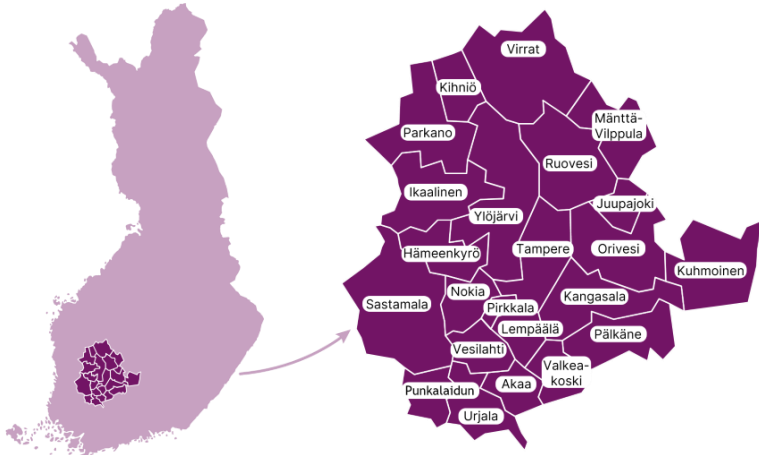 Virrat
Kihniö
Mänttä-
Vilppula
Parkano
Ruovesi
Ikaalinen
Juupajoki
Ylöjärvi
Hämeenkyrö
Tampere
Orivesi
Kuhmoinen
Nokia
Kangasala
Sastamala
Pirkkala
Lempäälä
Pälkäne
Vesilahti
Valkea-
koski
Punkalaidun
Akaa
Urjala